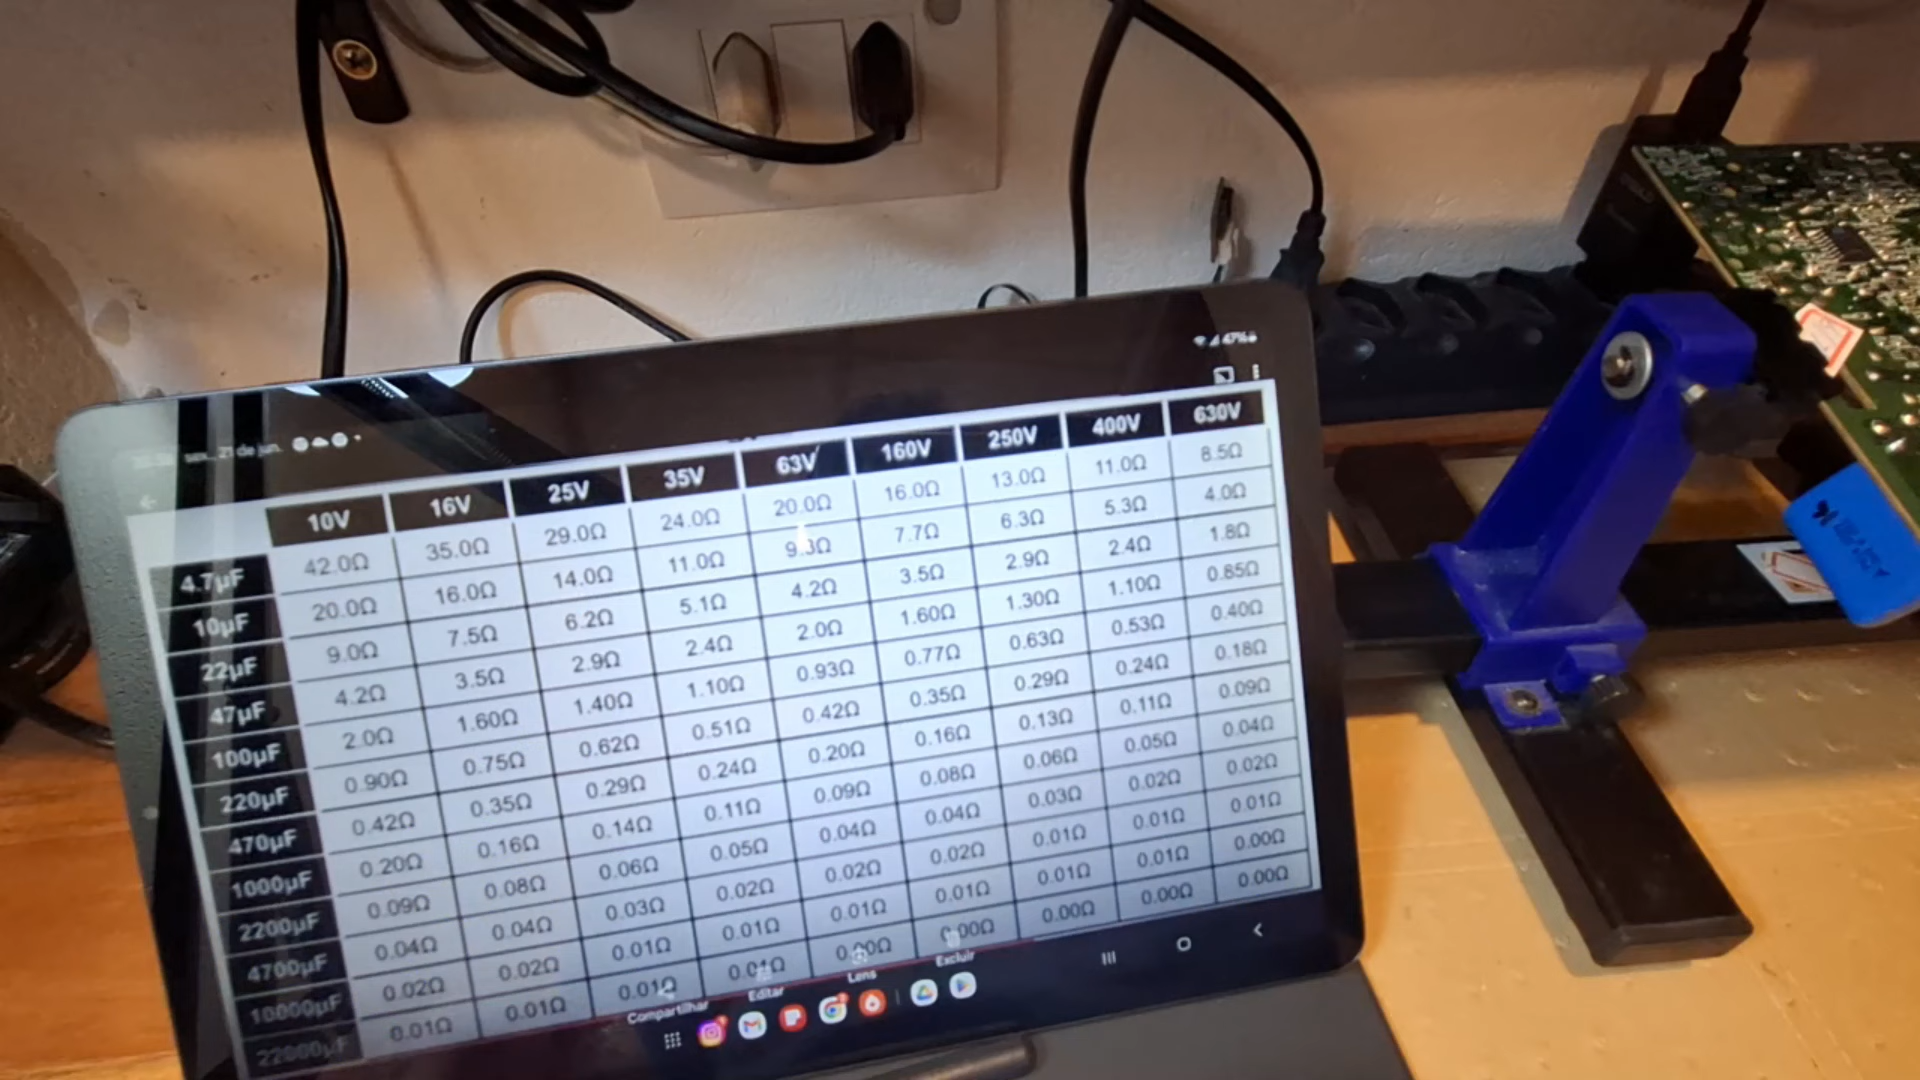 47%
sex., 21 de jun.
10V 16V 25V 35V 63V 160V 250V 400V 630V
4.7µF 42.0Ω 35.0Ω 29.0Ω 24.0Ω 20.0Ω 16.0Ω 13.0Ω 11.0Ω 8.5Ω
10µF 20.0Ω 16.0Ω 14.0Ω 11.0Ω 9.3Ω 7.7Ω 6.3Ω 5.3Ω 4.0Ω
22µF 9.0Ω 7.5Ω 6.2Ω 5.1Ω 4.2Ω 3.5Ω 2.9Ω 2.4Ω 1.8Ω
47µF 4.2Ω 3.5Ω 2.9Ω 2.4Ω 2.0Ω 1.60Ω 1.30Ω 1.10Ω 0.85Ω
100µF 2.0Ω 1.60Ω 1.40Ω 1.10Ω 0.93Ω 0.77Ω 0.63Ω 0.53Ω 0.40Ω
220µF 0.90Ω 0.75Ω 0.62Ω 0.51Ω 0.42Ω 0.35Ω 0.29Ω 0.24Ω 0.18Ω
470µF 0.42Ω 0.35Ω 0.29Ω 0.24Ω 0.20Ω 0.16Ω 0.13Ω 0.11Ω 0.09Ω
1000µF 0.20Ω 0.16Ω 0.14Ω 0.11Ω 0.09Ω 0.08Ω 0.06Ω 0.05Ω 0.04Ω
2200µF 0.09Ω 0.08Ω 0.06Ω 0.05Ω 0.04Ω 0.04Ω 0.03Ω 0.02Ω 0.02Ω
4700µF 0.04Ω 0.04Ω 0.03Ω 0.02Ω 0.02Ω 0.02Ω 0.01Ω 0.01Ω 0.01Ω
10000µF 0.02Ω 0.02Ω 0.01Ω 0.01Ω 0.01Ω 0.01Ω 0.01Ω 0.01Ω 0.00Ω
22000µF 0.01Ω 0.01Ω 0.01Ω 0.01Ω 0.00Ω 0.00Ω 0.00Ω 0.00Ω 0.00Ω
Compartilhar Editar Lens Excluir